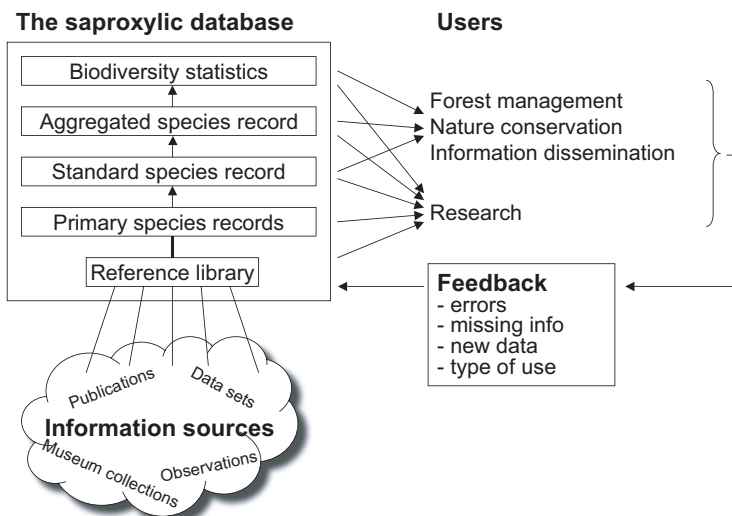 The saproxylic database
Users
Biodiversity statistics
Aggregated species record
Standard species record
Primary species records
Reference library
Forest management
Nature conservation
Information dissemination
Research
Feedback
- errors
- missing info
- new data
- type of use
Publications
Data sets
Information sources
Museum collections
Observations